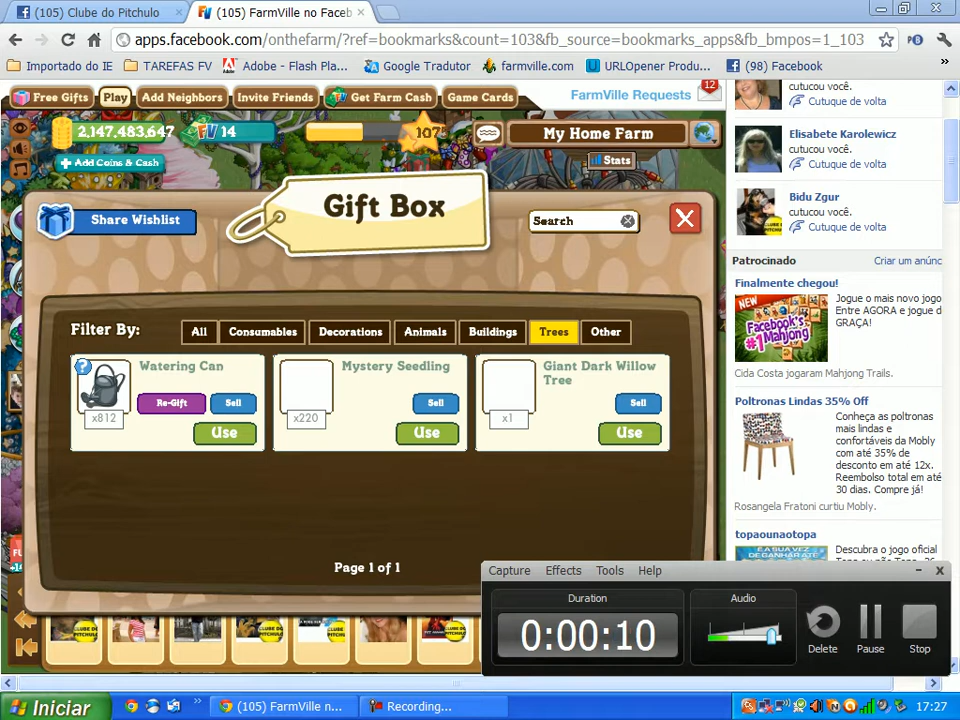 (105) Clube do Pitchulo
(105) FarmVille no Faceb
apps.facebook.com/onthefarm/?ref=bookmarks&count=103&fb_source=bookmarks_apps&fb_bmpos=1_103
Importado do IE
TAREFAS FV
Adobe - Flash Pla...
Google Tradutor
farmville.com
URLOpener Produ...
(98) Facebook
Free Gifts
Play
Add Neighbors
Invite Friends
Get Farm Cash
Game Cards
FarmVille Requests
12
2,147,483,647
FV 14
107
My Home Farm
+ Add Coins & Cash
Stats
Share Wishlist
Gift Box
Search
Filter By:
All
Consumables
Decorations
Animals
Buildings
Trees
Other
Watering Can
Re-Gift
Sell
x812
Use
Mystery Seedling
Sell
x220
Use
Giant Dark Willow
Tree
Sell
x1
Use
Page 1 of 1
cutucou você.
Cutuque de volta
Elisabete Karolewicz
cutucou você.
Cutuque de volta
Bidu Zgur
cutucou você.
Cutuque de volta
Patrocinado
Criar um anúnc
Finalmente chegou!
NEW
Facebook's
#1 Mahjong
Jogue o mais novo jogo
Entre AGORA e jogue d
GRAÇA!
Cida Costa jogaram Mahjong Trails.
Poltronas Lindas 35% Off
Conheça as poltronas
mais lindas e
confortáveis da Mobly
com até 35% de
desconto em até 12x.
Reembolso total em até
30 dias. Compre já!
Rosangela Fratoni curtiu Mobly.
topaounaotopa
É A SUA VEZ DE
GANHAR ATÉ
Descubra o jogo oficial
Capture
Effects
Tools
Help
Duration
0:00:10
Audio
Delete
Pause
Stop
Iniciar
(105) FarmVille no...
Recording...
17:27